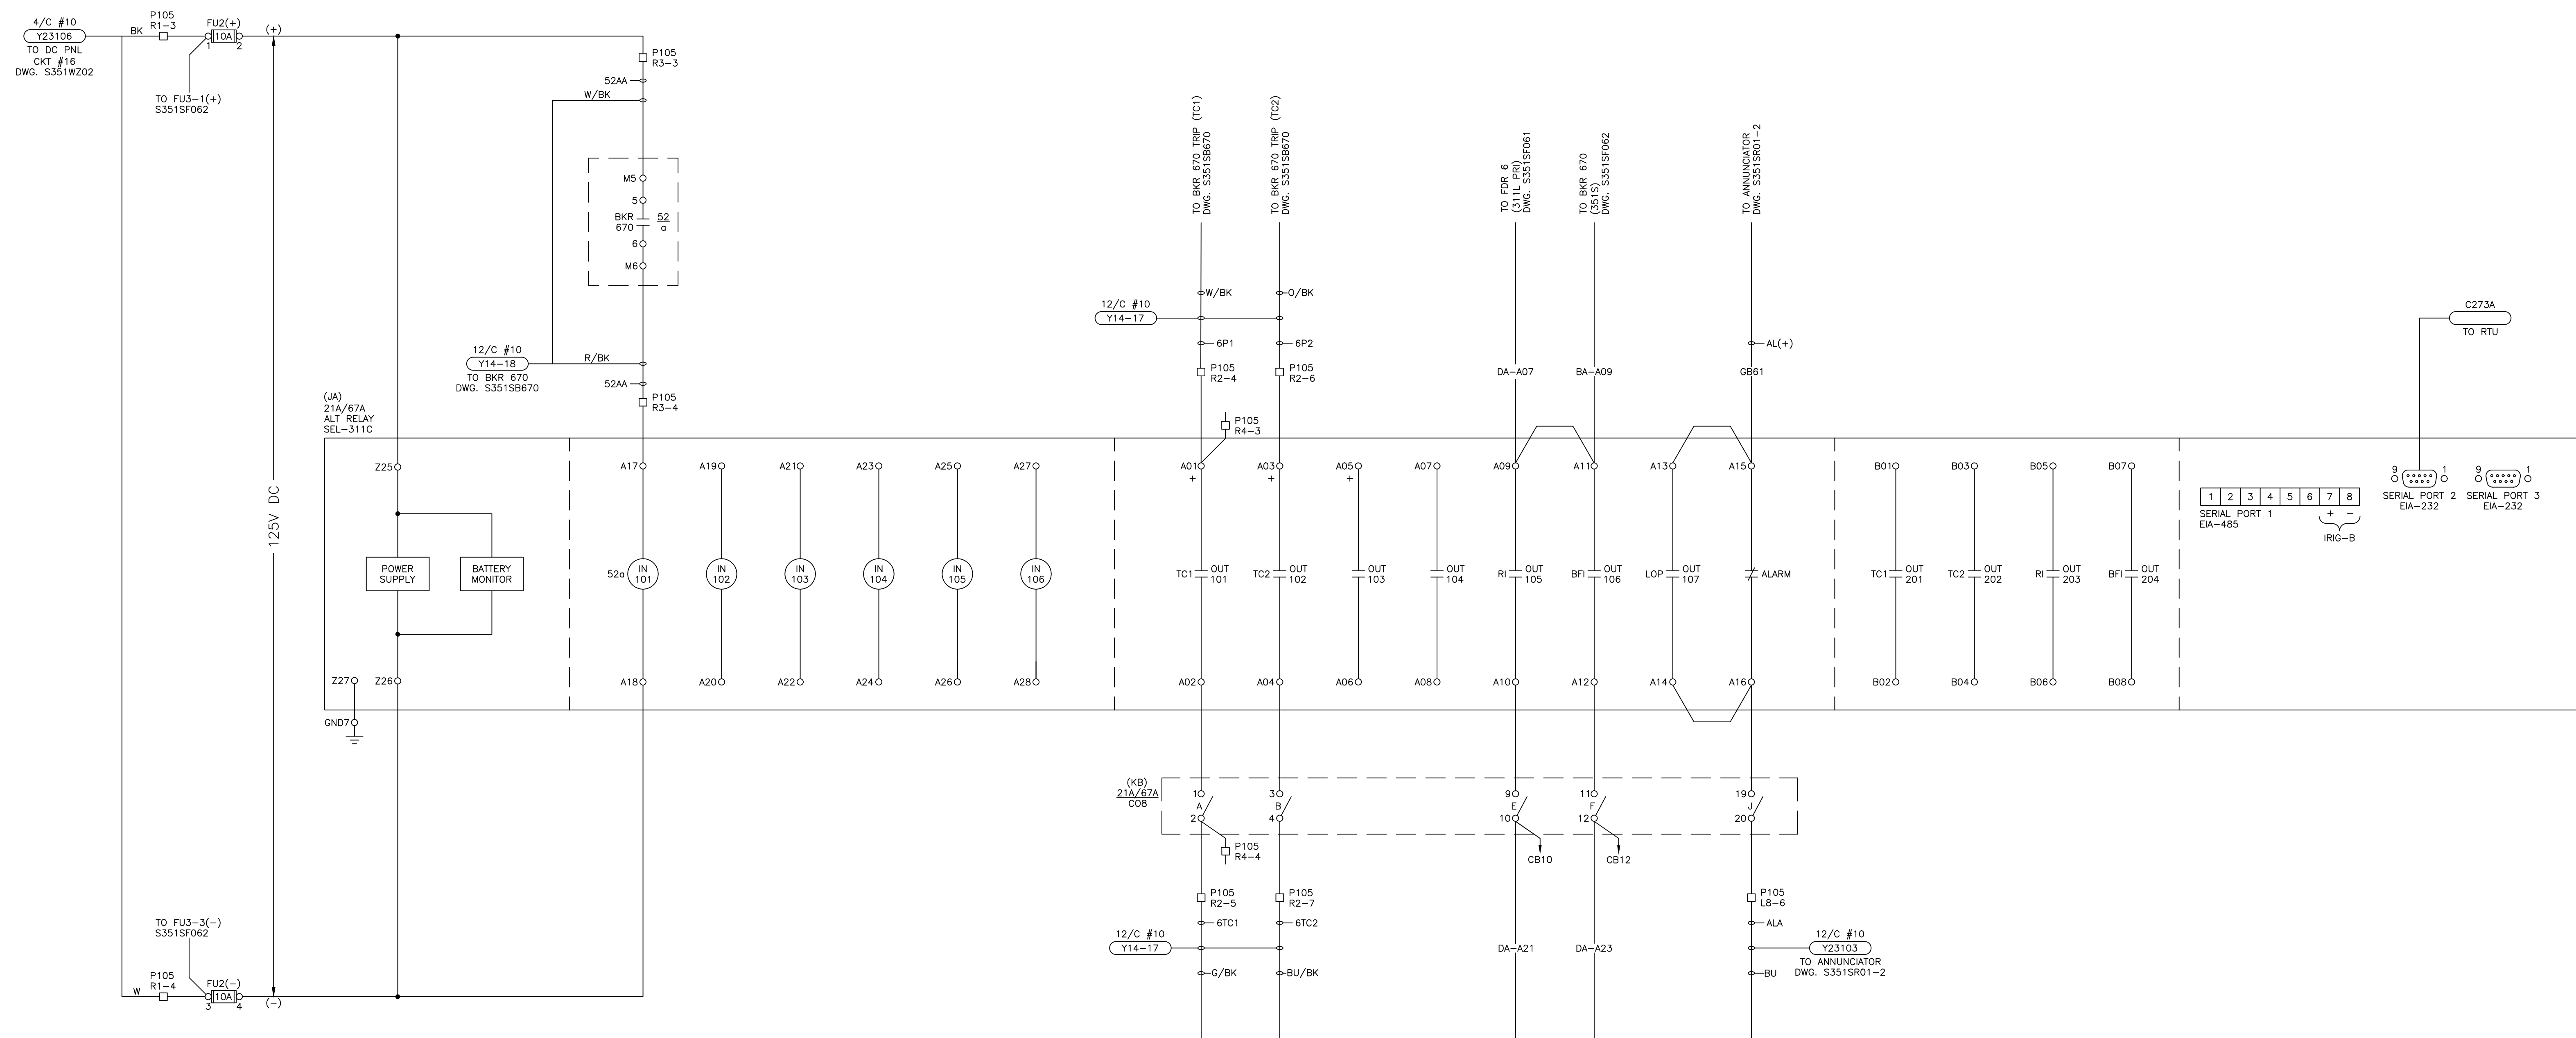 4/C #10
Y23106
TO DC PNL
CKT #16
DWG. S351WZ02
BK
P105
R1-3
FU2(+)
10A
1
2
(+)
TO FU3-1(+)
S351SF062
P105
R3-3
52AA
W/BK
M5
5
BKR
670
52
a
6
M6
12/C #10
Y14-18
TO BKR 670
DWG. S351SB670
R/BK
52AA
P105
R3-4
125V DC
(JA)
21A/67A
ALT RELAY
SEL-311C
Z25
POWER
SUPPLY
BATTERY
MONITOR
Z27
Z26
GND7
A17
A19
A21
A23
A25
A27
52a
IN
101
IN
102
IN
103
IN
104
IN
105
IN
106
A18
A20
A22
A24
A26
A28
TO BKR 670 TRIP (TC1)
DWG. S351SB670
TO BKR 670 TRIP (TC2)
DWG. S351SB670
TO FDR 6
(311L PRI)
DWG. S351SF061
TO BKR 670
(351S)
DWG. S351SF062
TO ANNUNCIATOR
DWG. S351SR01-2
W/BK
O/BK
12/C #10
Y14-17
6P1
6P2
AL(+)
P105
R2-4
P105
R2-6
DA-A07
BA-A09
GB61
P105
R4-3
A01
+
A03
+
A05
+
A07
A09
A11
A13
A15
TC1
OUT
101
TC2
OUT
102
OUT
103
OUT
104
RI
OUT
105
BFI
OUT
106
LOP
OUT
107
ALARM
A02
A04
A06
A08
A10
A12
A14
A16
B01
B03
B05
B07
TC1
OUT
201
TC2
OUT
202
RI
OUT
203
BFI
OUT
204
B02
B04
B06
B08
C273A
TO RTU
1 2 3 4 5 6 7 8
SERIAL PORT 1
EIA-485
+ -
IRIG-B
9
1
SERIAL PORT 2
EIA-232
9
1
SERIAL PORT 3
EIA-232
(KB)
21A/67A
C08
1
A
2
3
B
4
9
E
10
11
F
12
19
J
20
P105
R4-4
CB10
CB12
P105
R2-5
P105
R2-7
P105
L8-6
6TC1
6TC2
ALA
12/C #10
Y14-17
DA-A21
DA-A23
12/C #10
Y23103
TO ANNUNCIATOR
DWG. S351SR01-2
G/BK
BU/BK
BU
TO FU3-3(-)
S351SF062
W
P105
R1-4
FU2(-)
10A
3
4
(-)